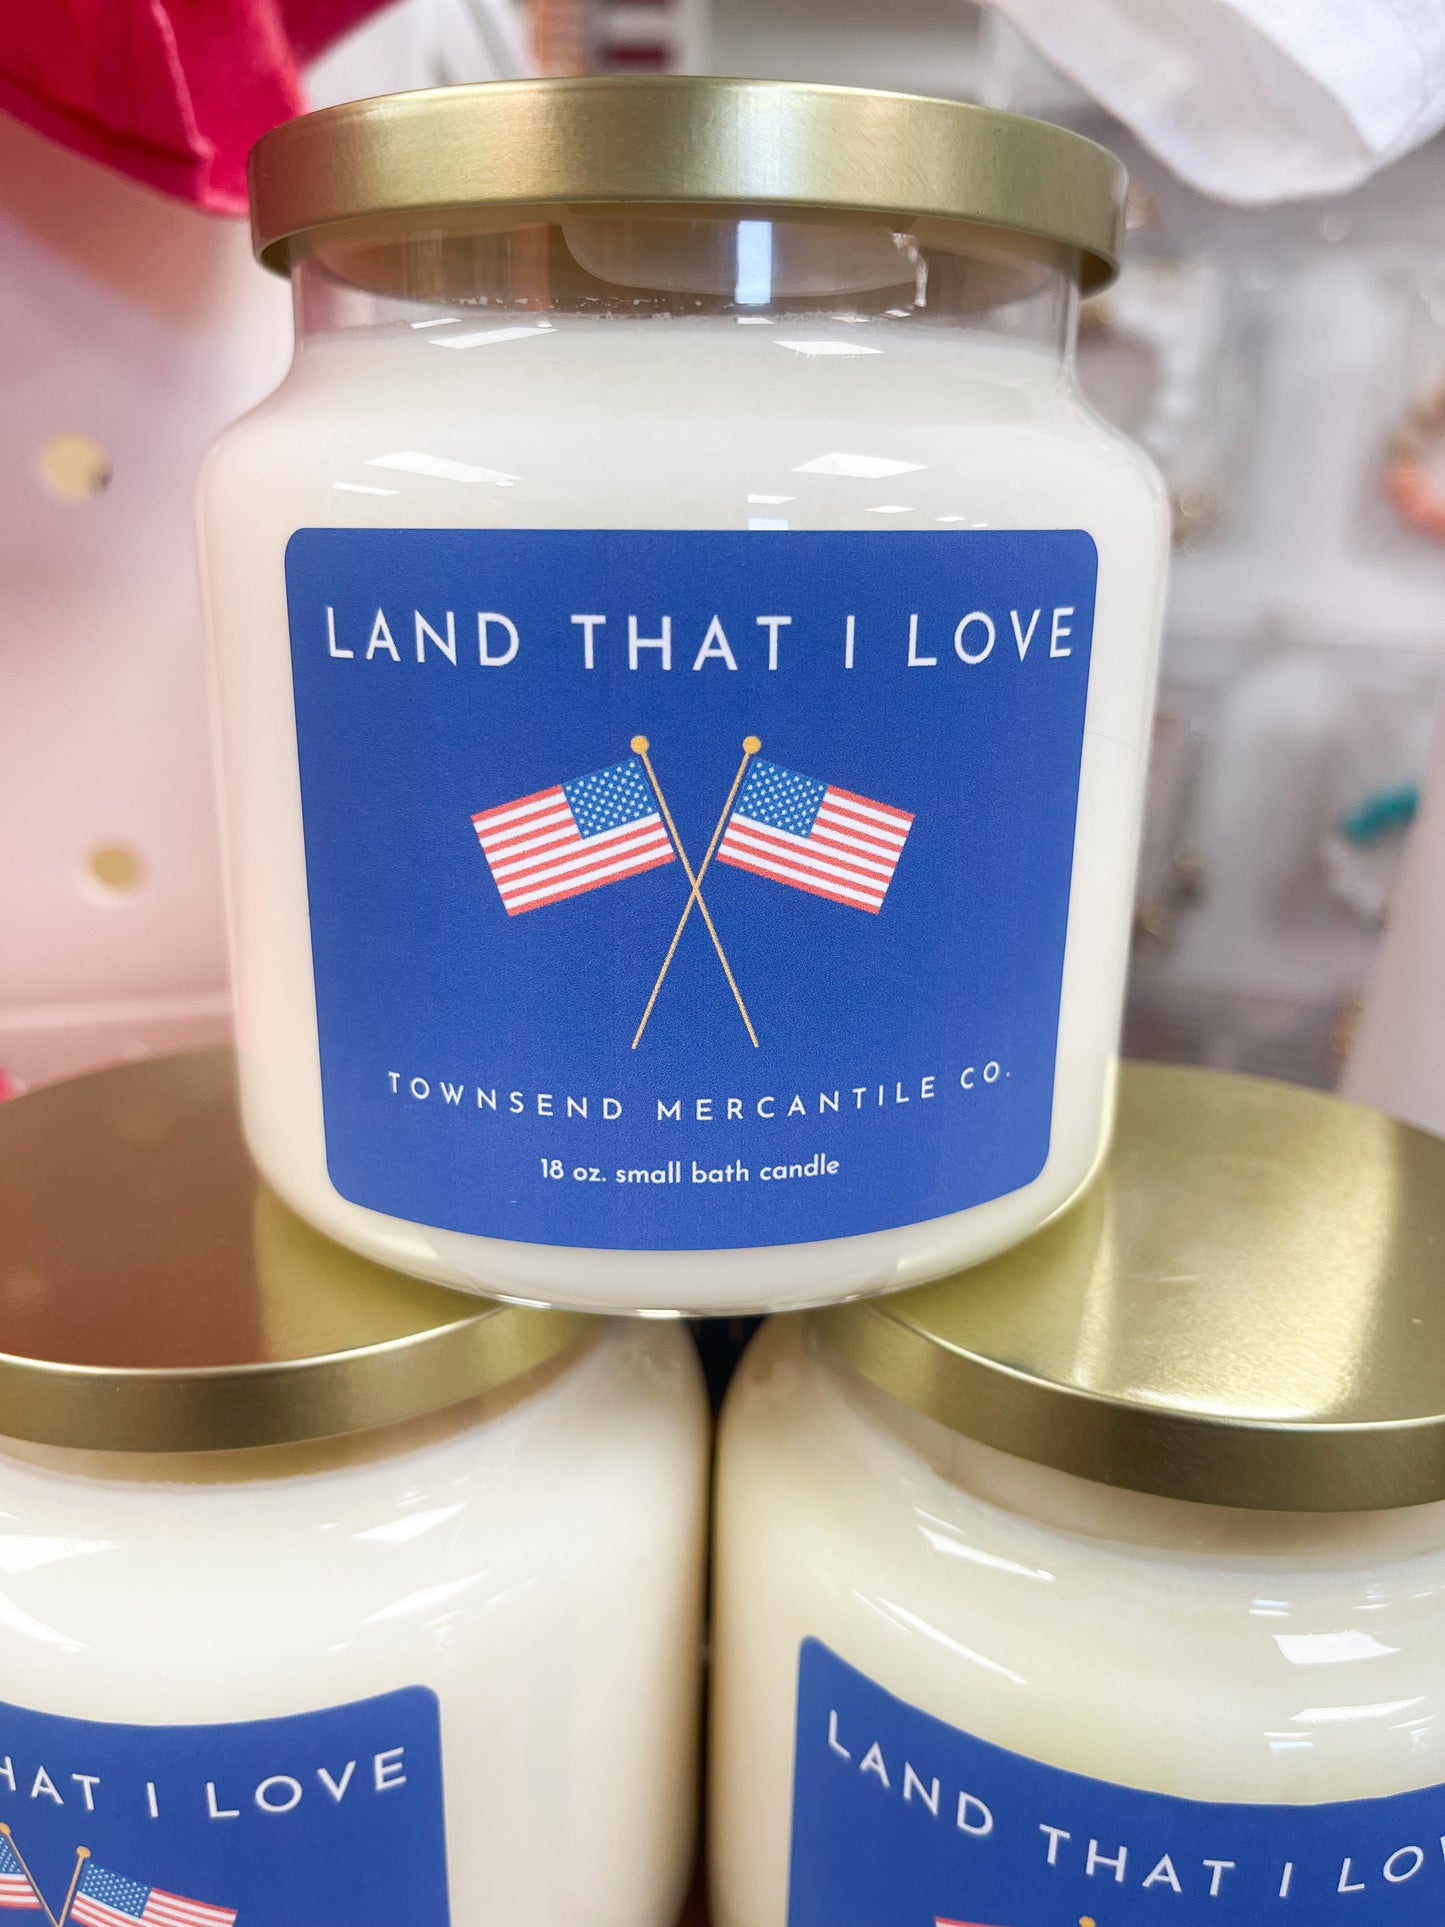 LAND THAT I LOVE
TOWNSEND MERCANTILE CO.
18 oz. small bath candle
HAT I LOVE
LAND THAT I LOV